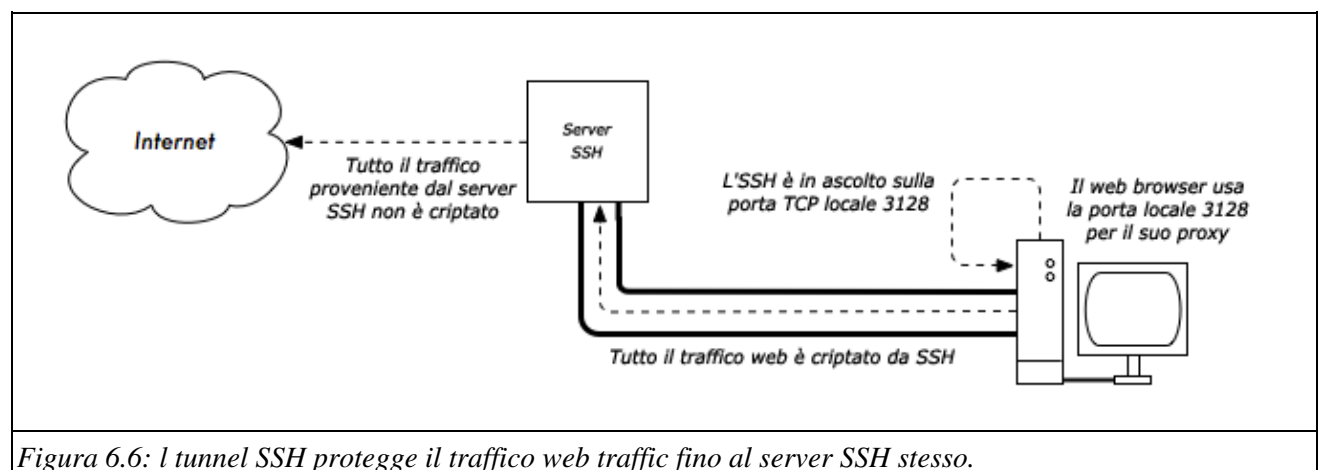 Internet
Server
SSH
Tutto il traffico
proveniente dal server
SSH non è criptato
L'SSH è in ascolto sulla
porta TCP locale 3128
Il web browser usa
la porta locale 3128
per il suo proxy
Tutto il traffico web è criptato da SSH
Figura 6.6: l tunnel SSH protegge il traffico web traffic fino al server SSH stesso.